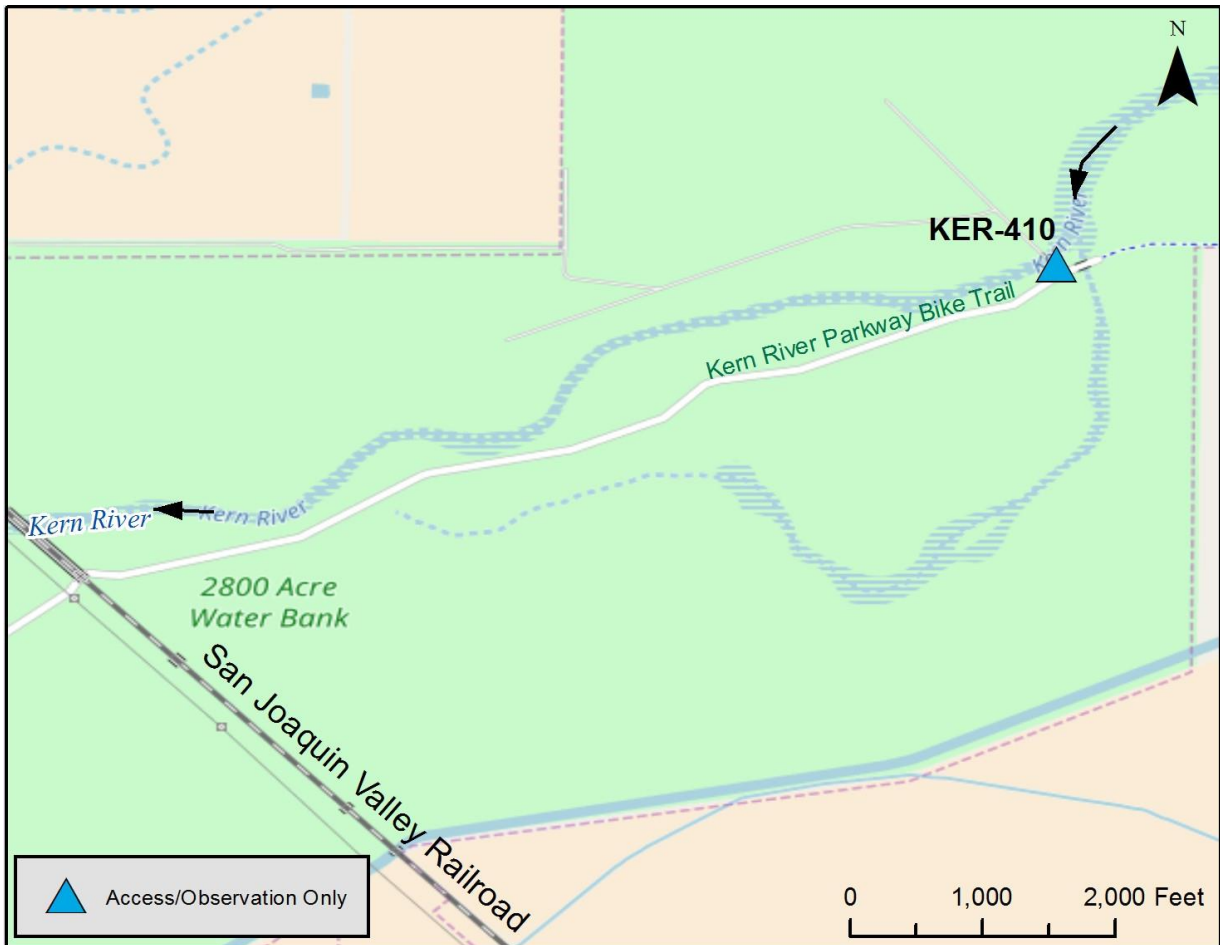 N
KER-410
Kern River
Kern River Parkway Bike Trail
Kern River
Kern River
2800 Acre
Water Bank
San Joaquin Valley Railroad
Access/Observation Only
0 1,000 2,000 Feet